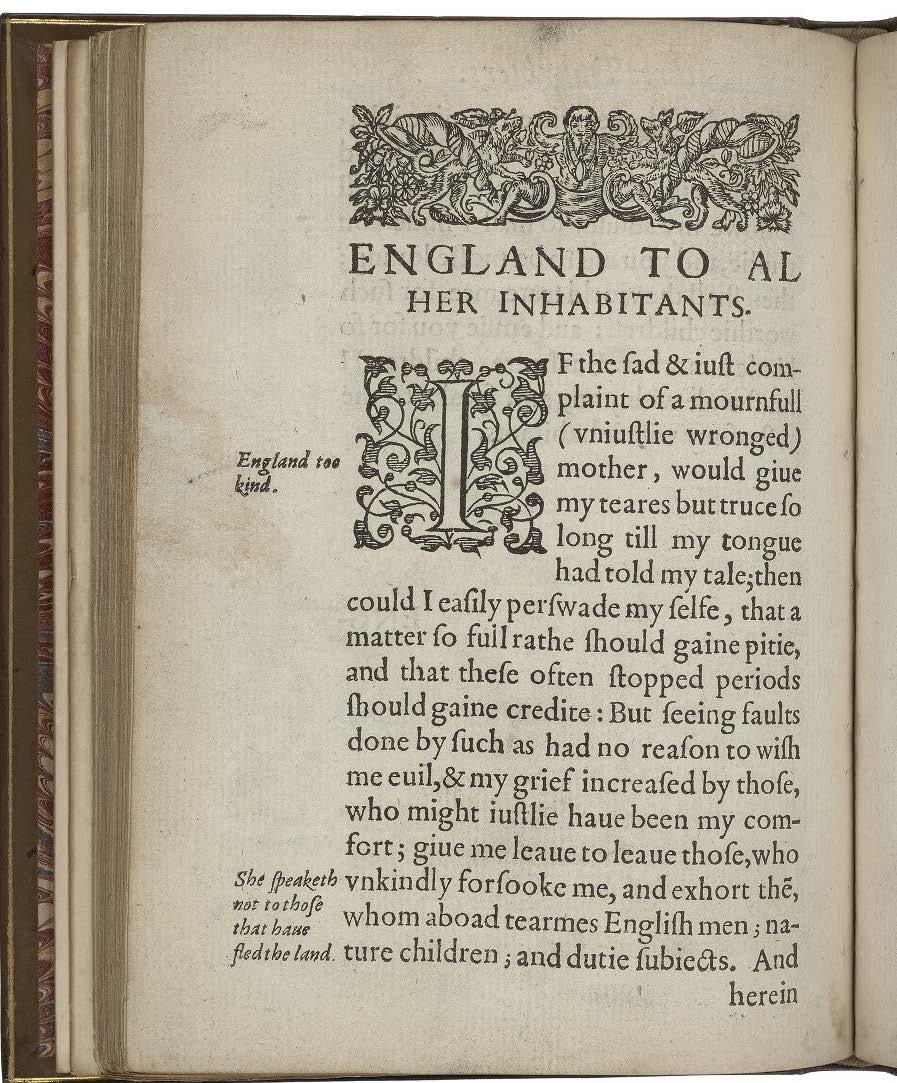 ENGLAND TO AL
HER INHABITANTS.
IF the ſad & iuſt com-
plaint of a mournfull
(vniuſtlie wronged)
mother, would giue
my teares but truce ſo
long till my tongue
had told my tale;then
could I eaſily perſwade my ſelfe, that a
matter ſo full rathe ſhould gaine pitie,
and that theſe often ſtopped periods
ſhould gaine credite: But ſeeing faults
done by ſuch as had no reaſon to wiſh
me euil,& my grief increaſed by thoſe,
who might iuſtlie haue been my com-
fort; giue me leaue to leaue thoſe,who
vnkindly forſooke me, and exhort thē,
whom aboad tearmes Engliſh men; na-
ture children; and dutie ſubiects. And
herein
England too
kind.
She ſpeaketh
not to thoſe
that haue
fled the land.